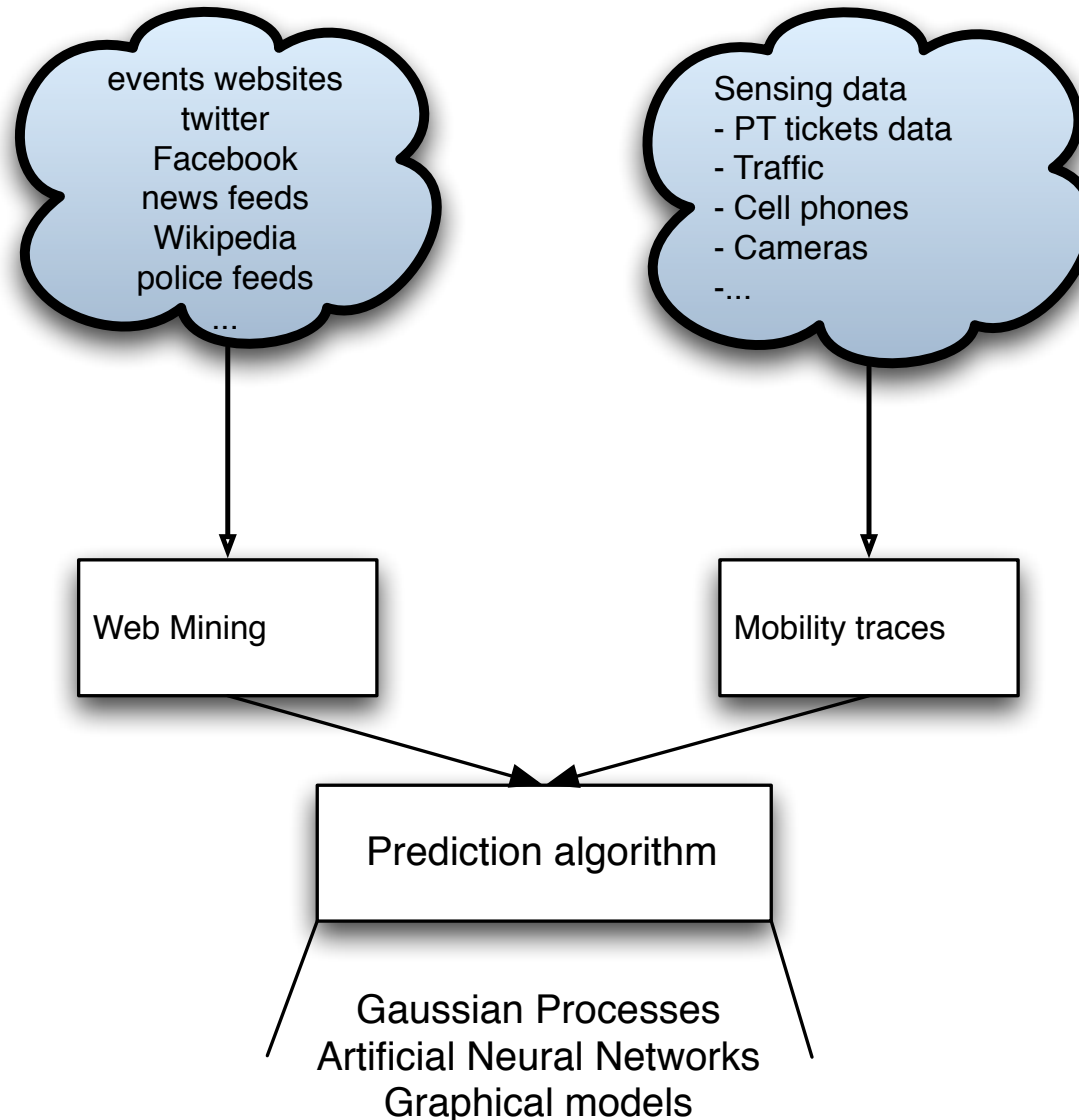 events websites
twitter
Facebook
news feeds
Wikipedia
police feeds
...
Sensing data
- PT tickets data
- Traffic
- Cell phones
- Cameras
-...
Web Mining
Mobility traces
Prediction algorithm
Gaussian Processes
Artificial Neural Networks
Graphical models